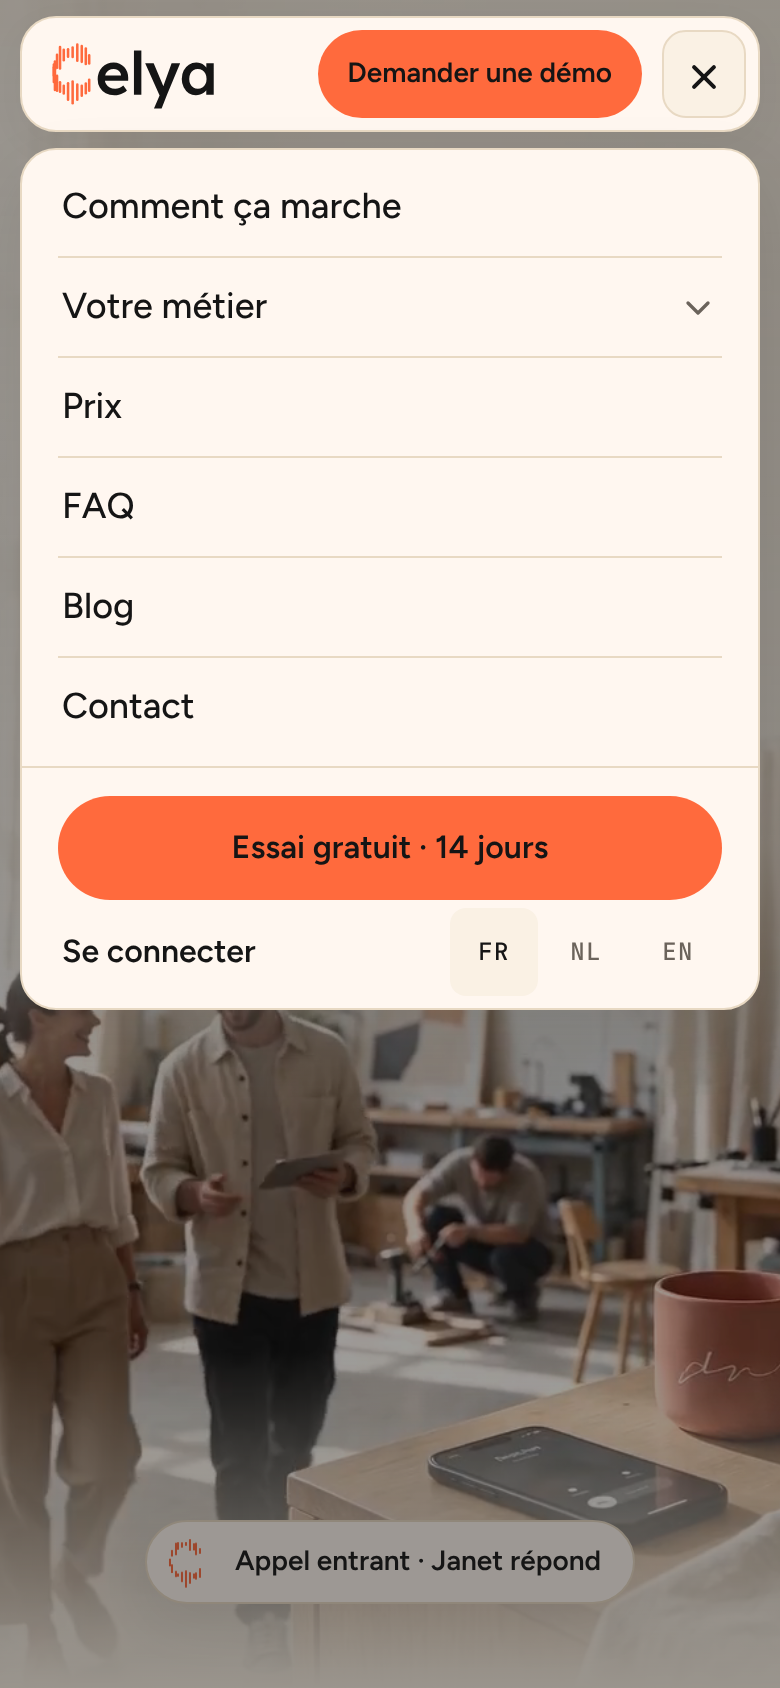 Celya
Demander une démo
Comment ça marche
Votre métier
Prix
FAQ
Blog
Contact
Essai gratuit · 14 jours
Se connecter
FR NL EN
Appel entrant · Janet répond